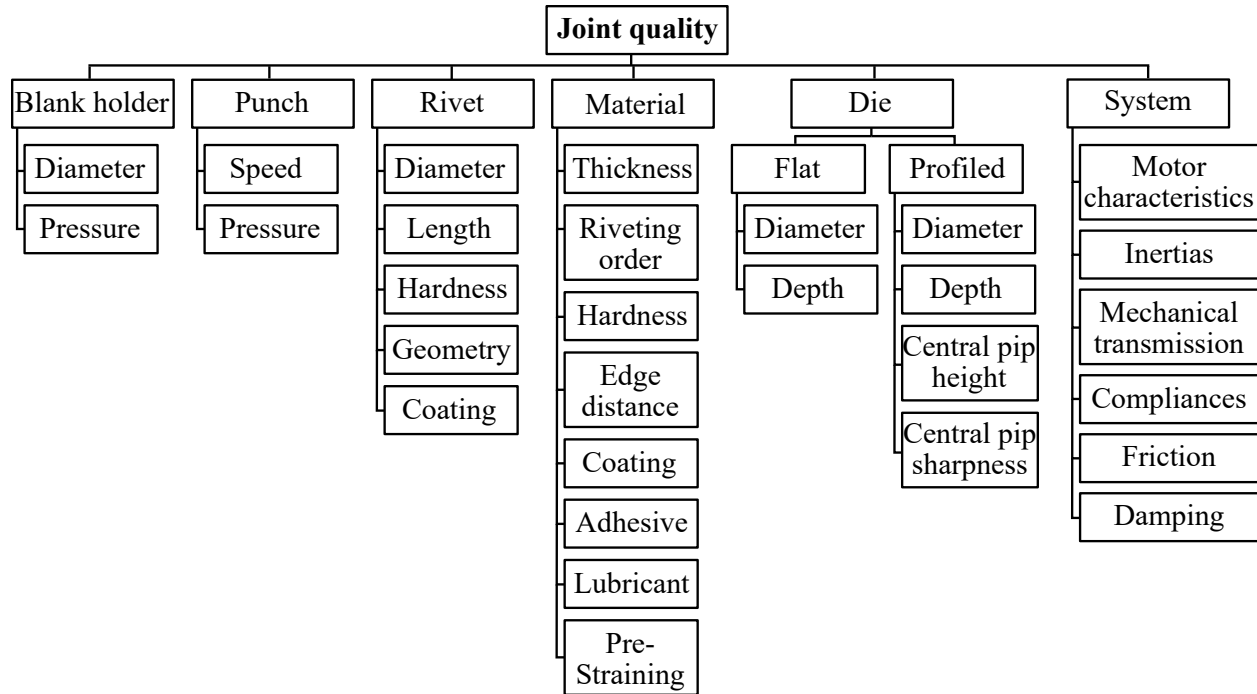 Joint quality
Blank holder
Diameter
Pressure
Punch
Speed
Pressure
Rivet
Diameter
Length
Hardness
Geometry
Coating
Material
Thickness
Riveting
order
Hardness
Edge
distance
Coating
Adhesive
Lubricant
Pre-
Straining
Die
Flat
Diameter
Depth
Profiled
Diameter
Depth
Central pip
height
Central pip
sharpness
System
Motor
characteristics
Inertias
Mechanical
transmission
Compliances
Friction
Damping